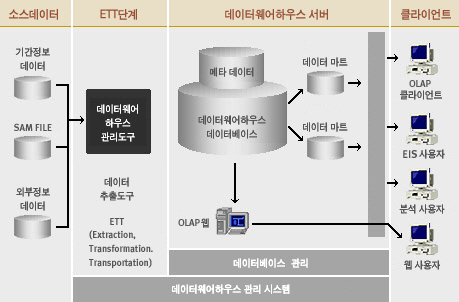 소스데이터
ETT단계
데이터웨어하우스 서버
클라이언트
기간정보
데이터
SAM FILE
외부정보
데이터
데이터웨어
하우스
관리도구
데이터
추출도구
ETT
(Extraction,
Transformation.
Transportation)
메타 데이터
데이터웨어하우스
데이터베이스
데이터 마트
데이터 마트
OLAP웹
OLAP
클라이언트
EIS 사용자
분석 사용자
웹 사용자
데이터베이스 관리
데이터웨어하우스 관리 시스템